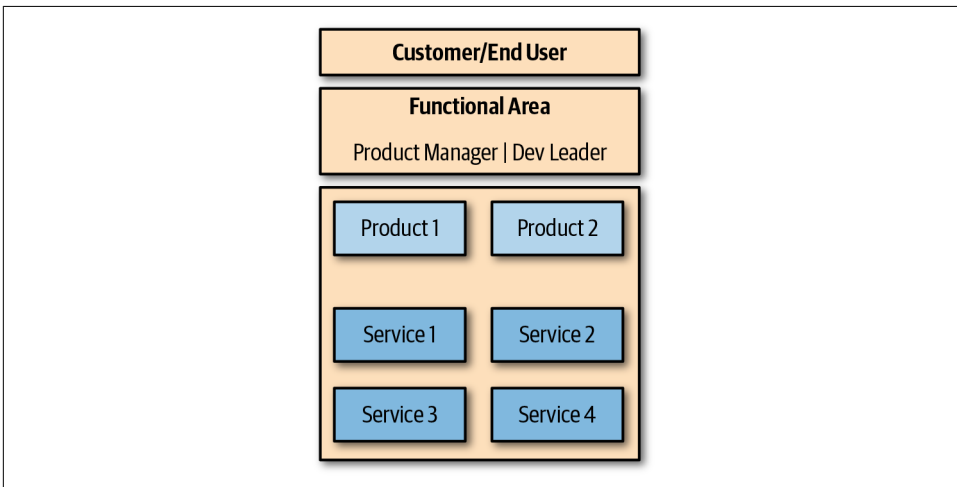 Customer/End User
Functional Area
Product Manager | Dev Leader
Product 1
Product 2
Service 1
Service 2
Service 3
Service 4